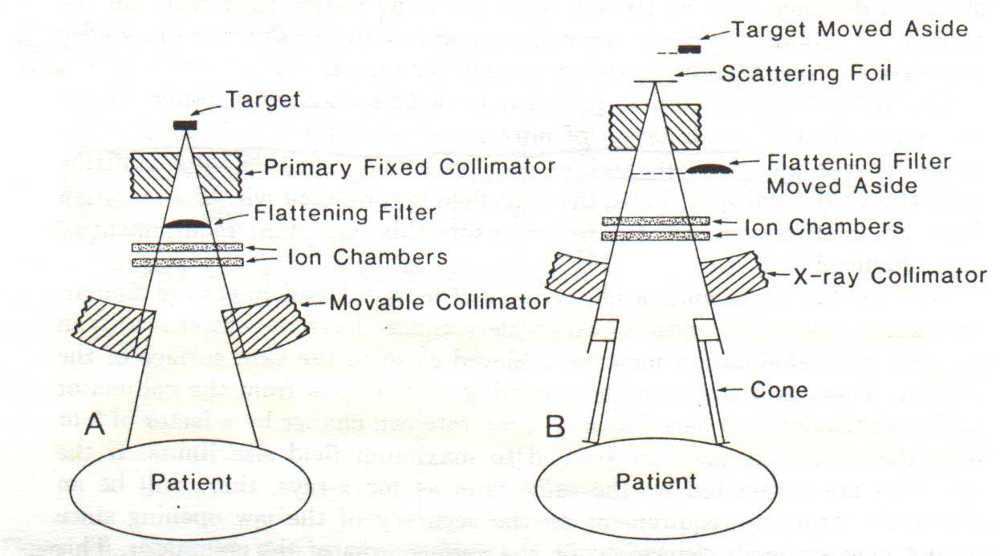 Target
Primary Fixed Collimator
Flattening Filter
Ion Chambers
Movable Collimator
A
Patient
Target Moved Aside
Scattering Foil
Flattening Filter
Moved Aside
Ion Chambers
X-ray Collimator
Cone
B
Patient